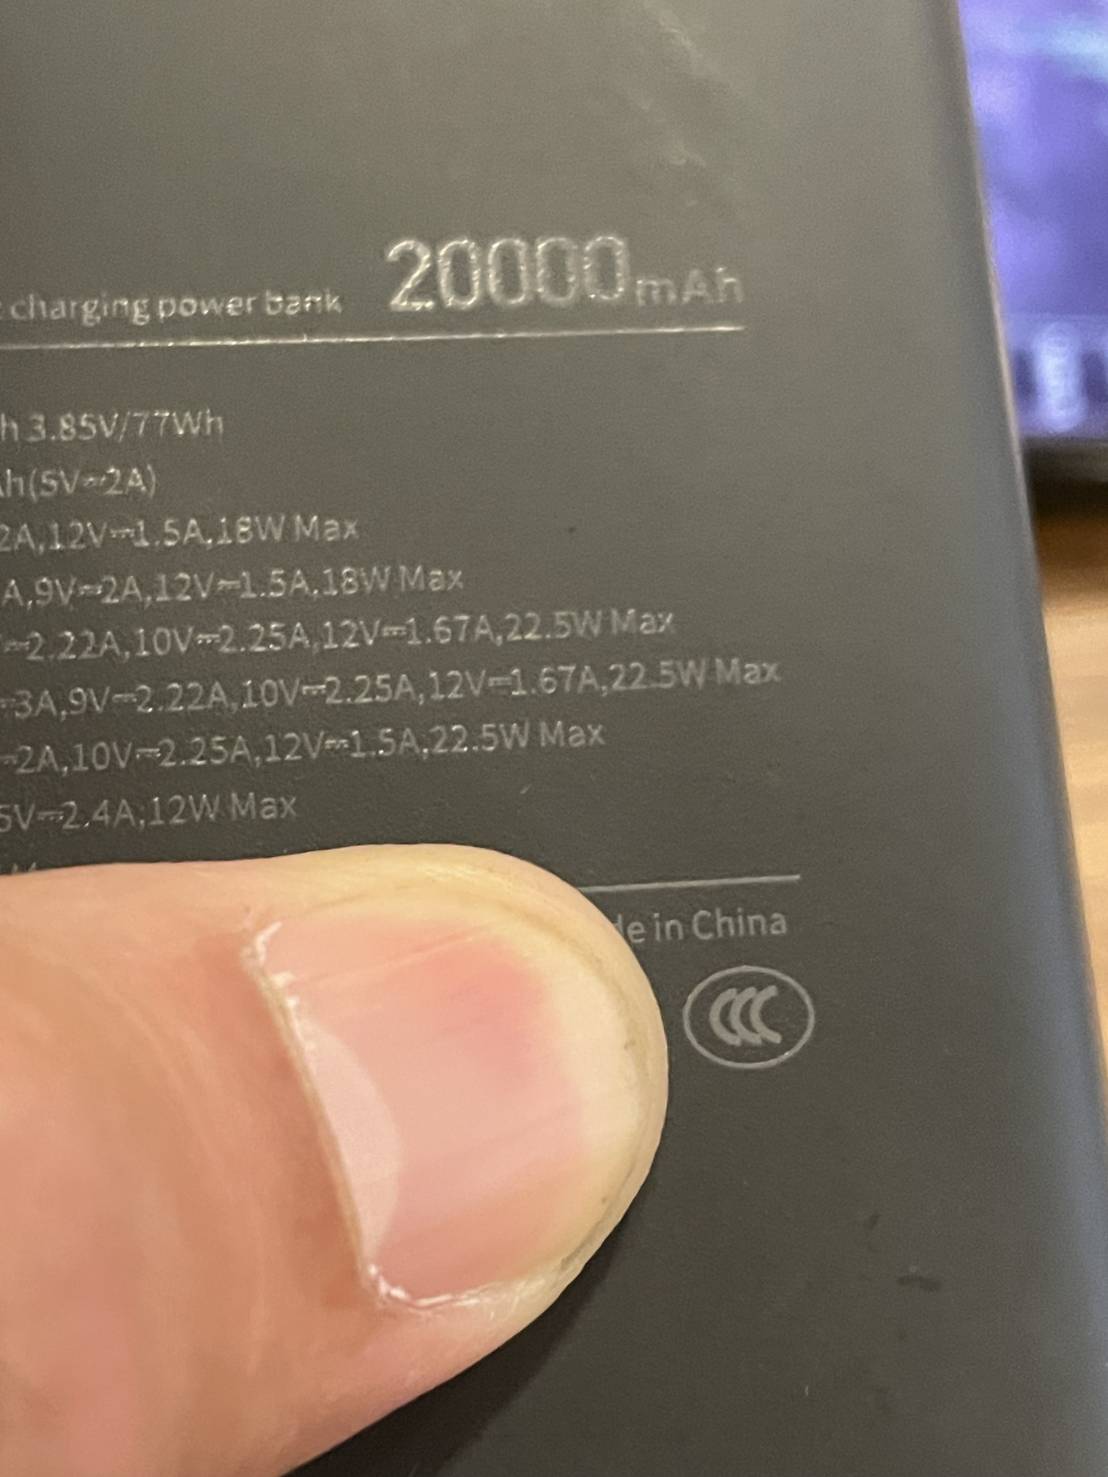 charging power bank 20000mAh
h 3.85V/77Wh
h(5V⎓2A)
2A,12V⎓1.5A,18W Max
A,9V⎓2A,12V⎓1.5A,18W Max
⎓2.22A,10V⎓2.25A,12V⎓1.67A,22.5W Max
⎓3A,9V⎓2.22A,10V⎓2.25A,12V⎓1.67A,22.5W Max
⎓2A,10V⎓2.25A,12V⎓1.5A,22.5W Max
5V⎓2.4A;12W Max
de in China
CCC